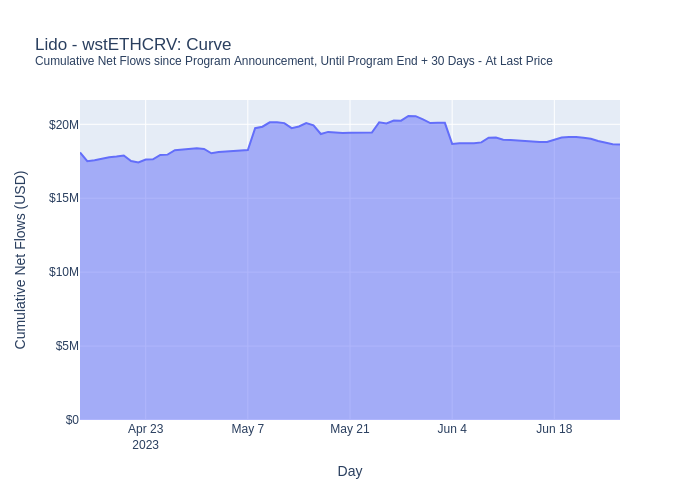 Lido - wstETHCRV: Curve
Cumulative Net Flows since Program Announcement, Until Program End + 30 Days - At Last Price
Cumulative Net Flows (USD)
$20M
$15M
$10M
$5M
$0
Apr 23
2023
May 7
May 21
Jun 4
Jun 18
Day